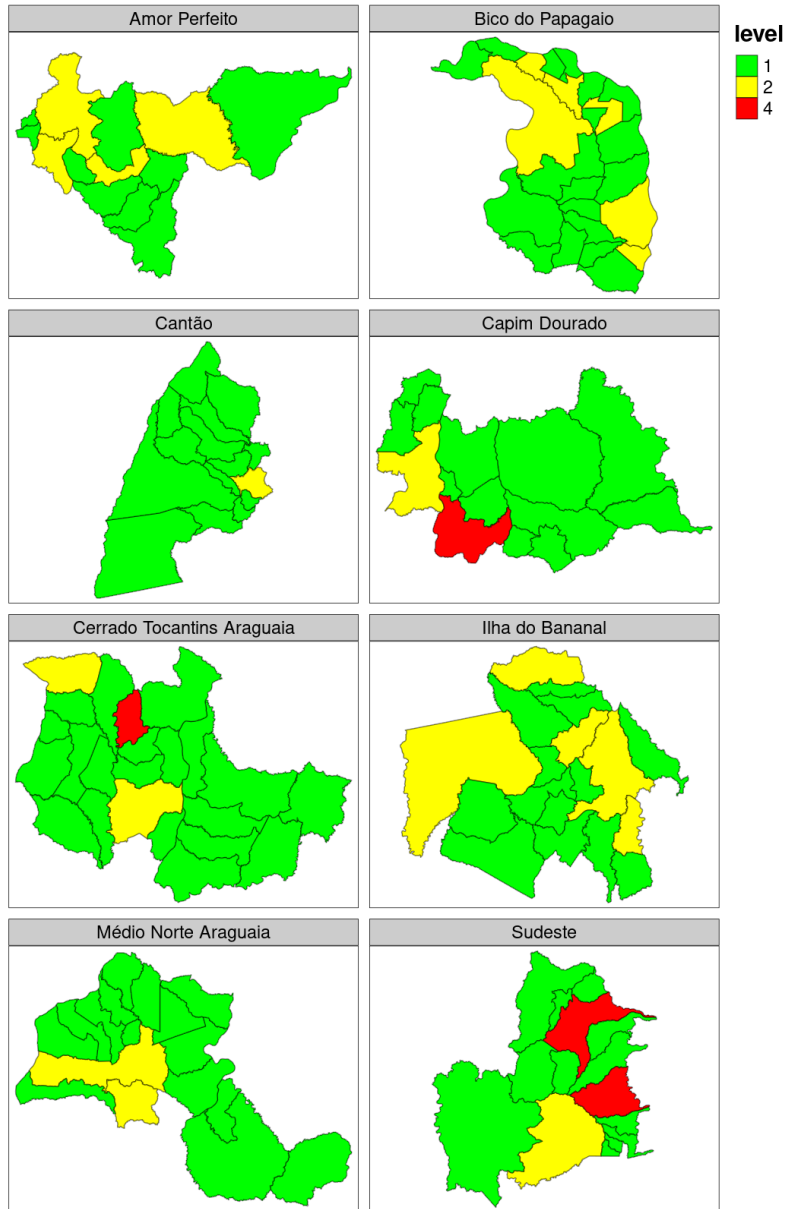 Amor Perfeito
Bico do Papagaio
level
1
2
4
Cantão
Capim Dourado
Cerrado Tocantins Araguaia
Ilha do Bananal
Médio Norte Araguaia
Sudeste